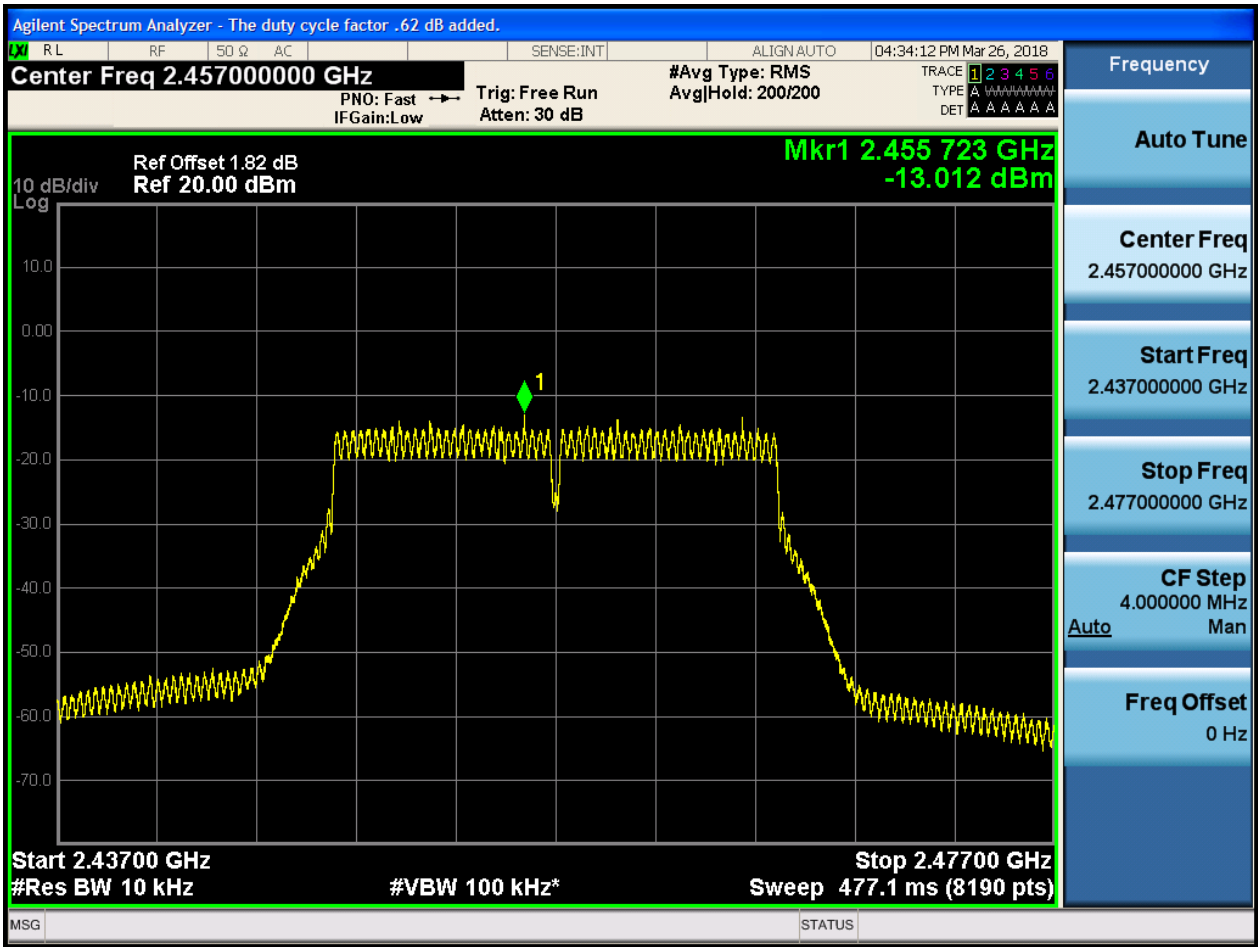 Agilent Spectrum Analyzer - The duty cycle factor .62 dB added.
LXI RL RF 50 Ω AC SENSE:INT ALIGN AUTO 04:34:12 PM Mar 26, 2018
Center Freq 2.457000000 GHz
PNO: Fast
IFGain:Low
Trig: Free Run
Atten: 30 dB
#Avg Type: RMS
Avg|Hold: 200/200
TRACE 1 2 3 4 5 6
TYPE A WWWWW
DET A A A A A A
Mkr1 2.455 723 GHz
-13.012 dBm
Ref Offset 1.82 dB
10 dB/div Ref 20.00 dBm
Log
10.0
0.00
1
-10.0
-20.0
-30.0
-40.0
-50.0
-60.0
-70.0
Start 2.43700 GHz Stop 2.47700 GHz
#Res BW 10 kHz #VBW 100 kHz* Sweep 477.1 ms (8190 pts)
MSG STATUS
Frequency
Auto Tune
Center Freq
2.457000000 GHz
Start Freq
2.437000000 GHz
Stop Freq
2.477000000 GHz
CF Step
4.000000 MHz
Auto Man
Freq Offset
0 Hz